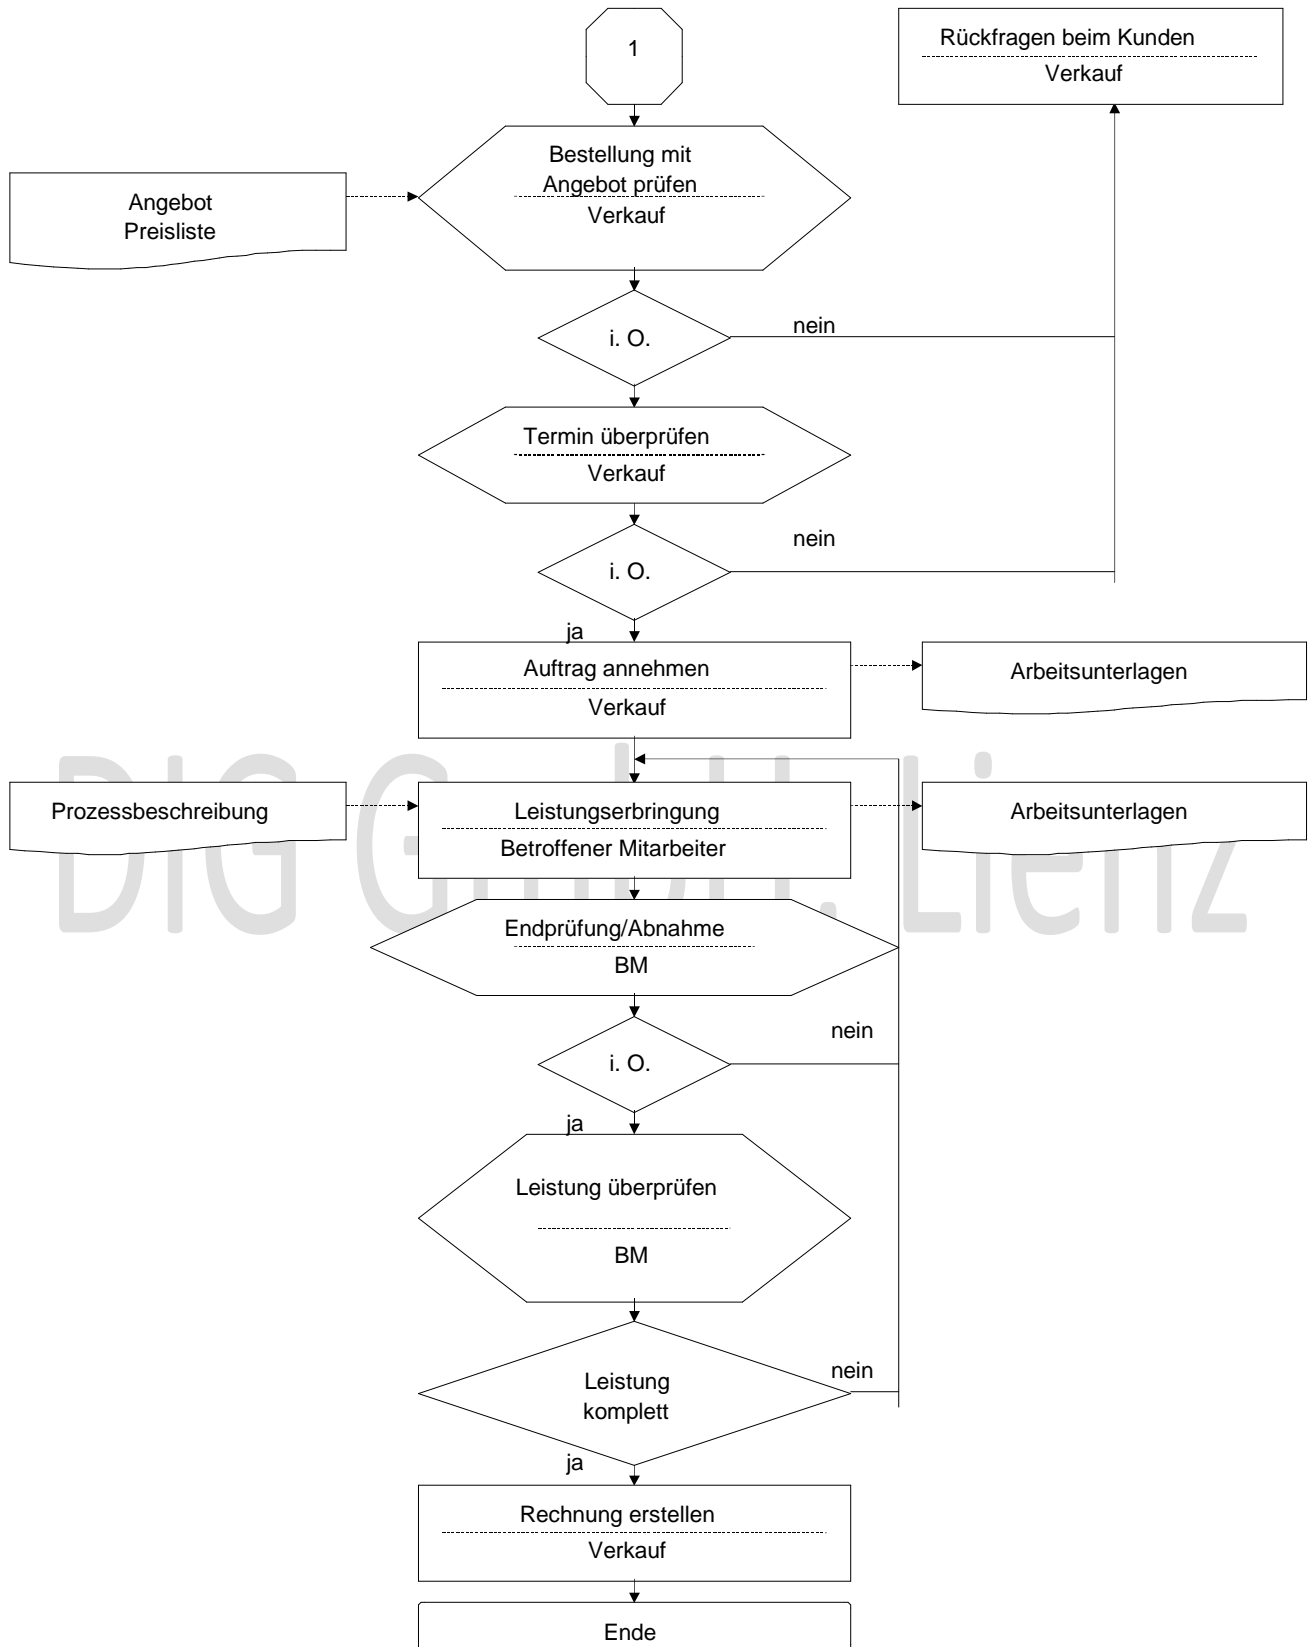 1
Rückfragen beim Kunden
Verkauf
Bestellung mit
Angebot prüfen
Verkauf
Angebot
Preisliste
i. O.
nein
Termin überprüfen
Verkauf
i. O.
nein
ja
Auftrag annehmen
Verkauf
Arbeitsunterlagen
DIG GmbH, Lienz
Prozessbeschreibung
Leistungserbringung
Betroffener Mitarbeiter
Arbeitsunterlagen
Endprüfung/Abnahme
BM
i. O.
nein
ja
Leistung überprüfen
BM
Leistung
komplett
nein
ja
Rechnung erstellen
Verkauf
Ende